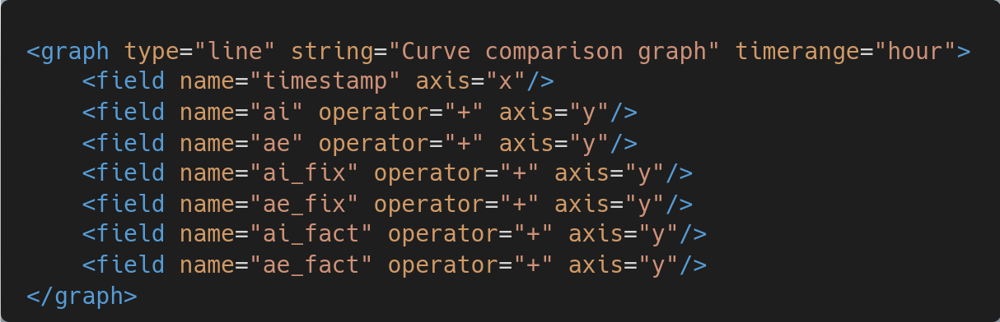 <graph type="line" string="Curve comparison graph" timerange="hour">
    <field name="timestamp" axis="x"/>
    <field name="ai" operator="+" axis="y"/>
    <field name="ae" operator="+" axis="y"/>
    <field name="ai_fix" operator="+" axis="y"/>
    <field name="ae_fix" operator="+" axis="y"/>
    <field name="ai_fact" operator="+" axis="y"/>
    <field name="ae_fact" operator="+" axis="y"/>
</graph>